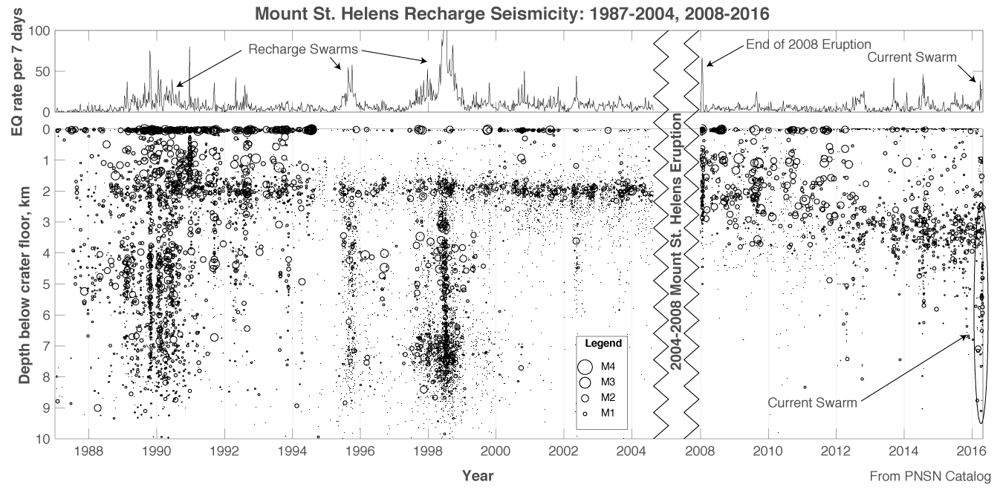 Mount St. Helens Recharge Seismicity: 1987-2004, 2008-2016
EQ rate per 7 days
100
50
0
Recharge Swarms
End of 2008 Eruption
Current Swarm
Depth below crater floor, km
0
1
2
3
4
5
6
7
8
9
10
2004-2008 Mount St. Helens Eruption
Legend
M4
M3
M2
M1
Current Swarm
1988 1990 1992 1994 1996 1998 2000 2002 2004 2008 2010 2012 2014 2016
Year
From PNSN Catalog